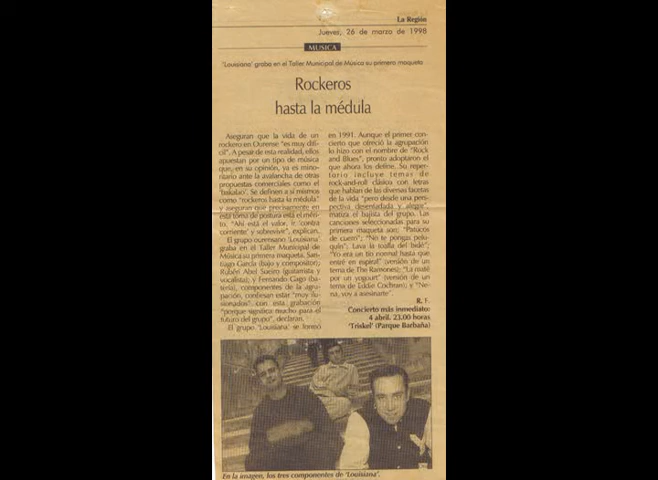 La Región
Jueves, 26 de marzo de 1998
MUSICA
'Louisiana' graba en el Taller Municipal de Música su primera maqueta
Rockeros
hasta la médula
Aseguran que la vida de un
rockero en Ourense "es muy difí-
cil". A pesar de esta realidad, ellos
apuestan por un tipo de música
que, en su opinión, ya es mino-
ritario ante la avalancha de otras
propuestas comerciales como el
"bakalao". Se definen a sí mismos
como "rockeros hasta la médula"
y aseguran que precisamente en
esta toma de postura está el méri-
to. "Ahí está el valor, ir contra
corriente y sobrevivir", explican.
El grupo ourensano 'Louisiana'
graba en el Taller Municipal de
Música su primera maqueta. San-
tiago García (bajo y compositor);
Rubén Abel Sueiro (guitarrista y
vocalista); y Fernando Gago (ba-
tería), componentes de la agru-
pación, confiesan estar "muy ilu-
sionados" con esta grabación
"porque significa mucho para el
futuro del grupo", declaran.
El grupo 'Louisiana' se formó
en 1991. Aunque el primer con-
cierto que ofreció la agrupación
lo hizo con el nombre de "Rock
and Blues", pronto adoptaron el
que ahora los define. Su reper-
torio incluye temas de
rock-and-roll clásico con letras
que hablan de las diversas facetas
de la vida "pero desde una pers-
pectiva desenfadada y alegre",
matiza el bajista del grupo. Las
canciones seleccionadas para su
primera maqueta son: "Patucos
de cuero"; "No te pongas pelu-
quín"; Lava la toalla del bidé";
"Yo era un tío normal hasta que
entré en espiral" (versión de un
tema de The Ramones); "La maté
por un yogourt" (versión de un
tema de Eddie Cochran); y "Ne-
na, voy a asesinarte".
R. F.
Concierto más inmediato:
4 abril. 23.00 horas
'Triskel' (Parque Barbaña)
En la imagen, los tres componentes de 'Louisiana'.